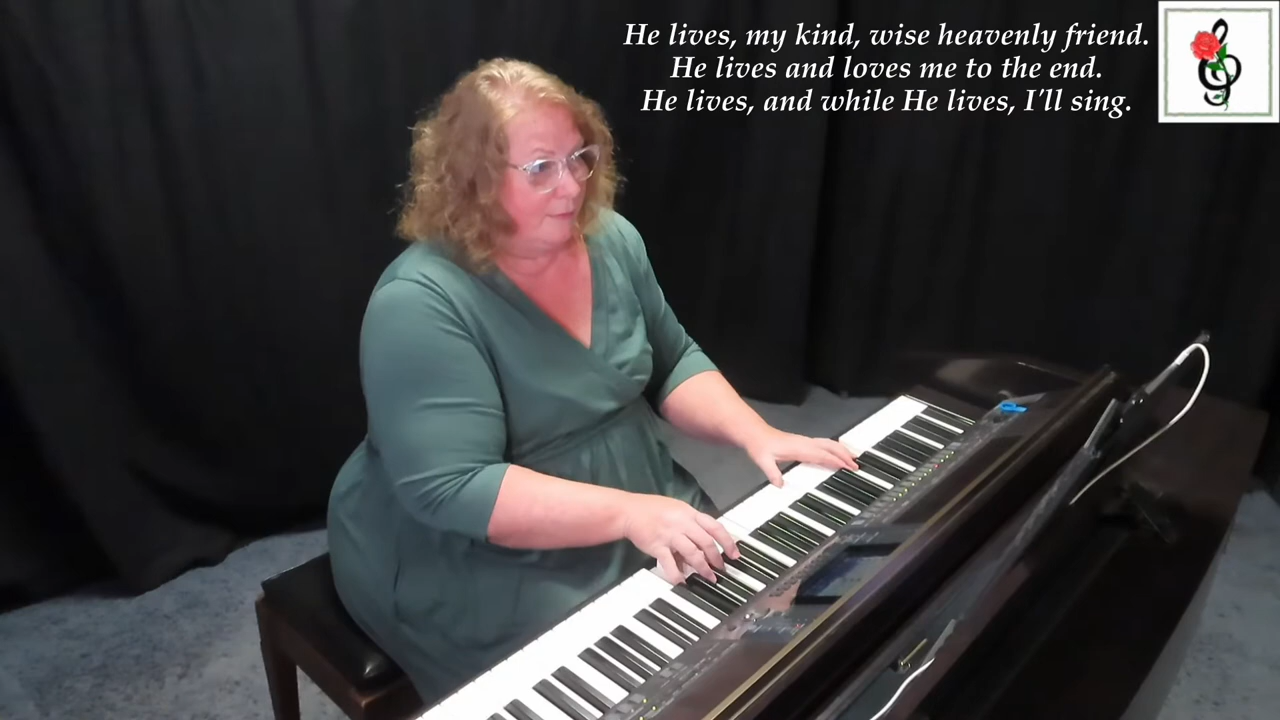 He lives, my kind, wise heavenly friend.
He lives and loves me to the end.
He lives, and while He lives, I'll sing.